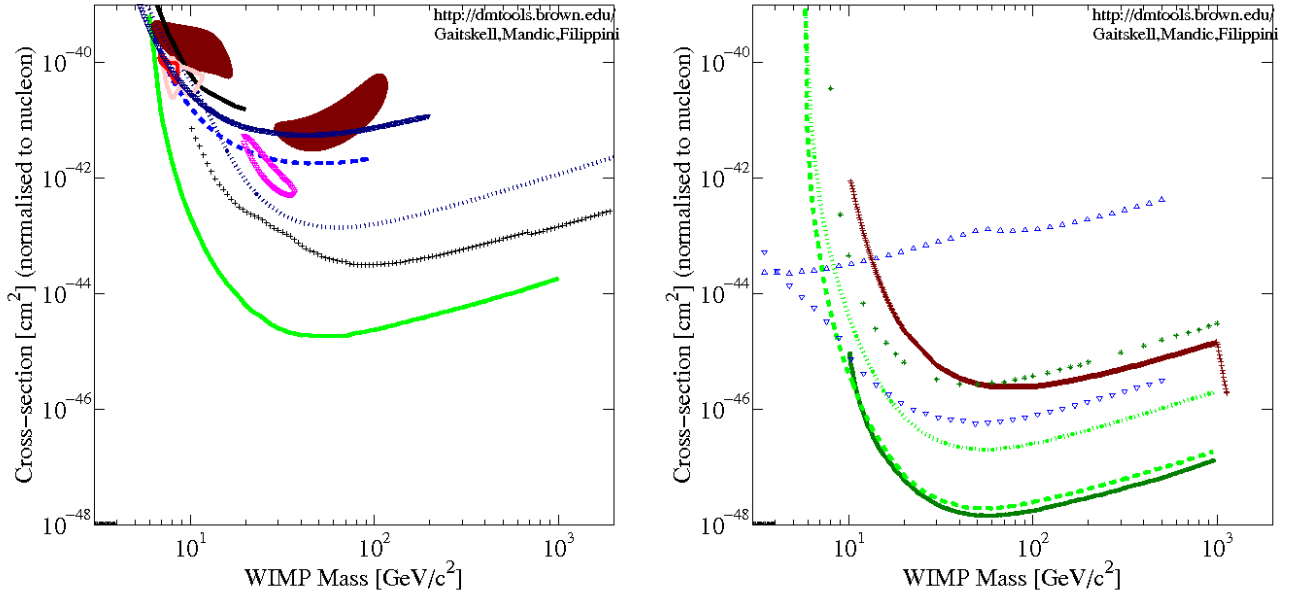 http://dmtools.brown.edu/
Gaitskell,Mandic,Filippini
Cross−section [cm²] (normalised to nucleon)
10⁻⁴⁰
10⁻⁴²
10⁻⁴⁴
10⁻⁴⁶
10⁻⁴⁸
10¹
10²
10³
WIMP Mass [GeV/c²]
http://dmtools.brown.edu/
Gaitskell,Mandic,Filippini
Cross−section [cm²] (normalised to nucleon)
10⁻⁴⁰
10⁻⁴²
10⁻⁴⁴
10⁻⁴⁶
10⁻⁴⁸
10¹
10²
10³
WIMP Mass [GeV/c²]